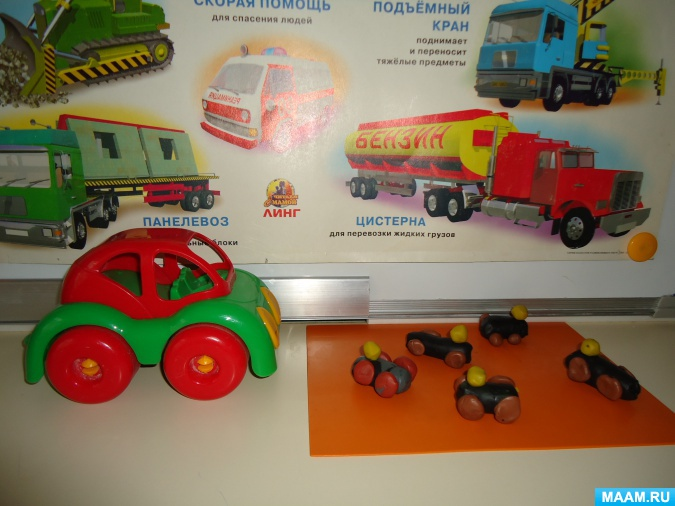 СКОРАЯ ПОМОЩЬ
для спасения людей
ПОДЪЁМНЫЙ
КРАН
поднимает
и переносит
тяжёлые предметы
БЕНЗИН
ПАНЕЛЕВОЗ
блоки
ЛИНГ
ЦИСТЕРНА
для перевозки жидких грузов
MAAM.RU